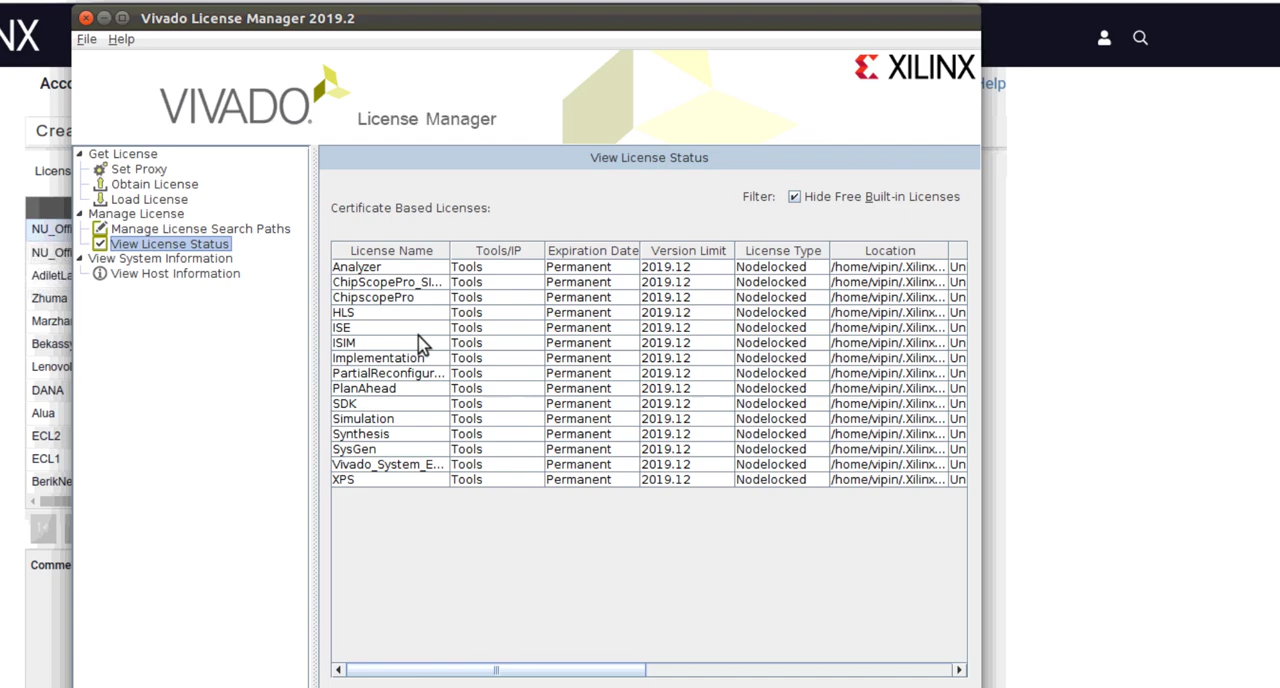 Vivado License Manager 2019.2
NX
File Help
VIVADO. License Manager
XILINX
Help
Get License
Set Proxy
Obtain License
Load License
Manage License
Manage License Search Paths
View License Status
View System Information
View Host Information
View License Status
Filter: Hide Free Built-in Licenses
Certificate Based Licenses:
License Name Tools/IP Expiration Date Version Limit License Type Location
Analyzer Tools Permanent 2019.12 Nodelocked /home/vipin/.Xilinx... Un
ChipScopePro_SI... Tools Permanent 2019.12 Nodelocked /home/vipin/.Xilinx... Un
ChipscopePro Tools Permanent 2019.12 Nodelocked /home/vipin/.Xilinx... Un
HLS Tools Permanent 2019.12 Nodelocked /home/vipin/.Xilinx... Un
ISE Tools Permanent 2019.12 Nodelocked /home/vipin/.Xilinx... Un
ISIM Tools Permanent 2019.12 Nodelocked /home/vipin/.Xilinx... Un
Implementation Tools Permanent 2019.12 Nodelocked /home/vipin/.Xilinx... Un
PartialReconfigur... Tools Permanent 2019.12 Nodelocked /home/vipin/.Xilinx... Un
PlanAhead Tools Permanent 2019.12 Nodelocked /home/vipin/.Xilinx... Un
SDK Tools Permanent 2019.12 Nodelocked /home/vipin/.Xilinx... Un
Simulation Tools Permanent 2019.12 Nodelocked /home/vipin/.Xilinx... Un
Synthesis Tools Permanent 2019.12 Nodelocked /home/vipin/.Xilinx... Un
SysGen Tools Permanent 2019.12 Nodelocked /home/vipin/.Xilinx... Un
Vivado_System_E... Tools Permanent 2019.12 Nodelocked /home/vipin/.Xilinx... Un
XPS Tools Permanent 2019.12 Nodelocked /home/vipin/.Xilinx... Un
Acco
Crea
Licens
NU_Offi
NU_Offi
AdiletLa
Zhuma
Marzha
Bekass
Lenovo
DANA
Alua
ECL2
ECL1
BerikNe
Comme